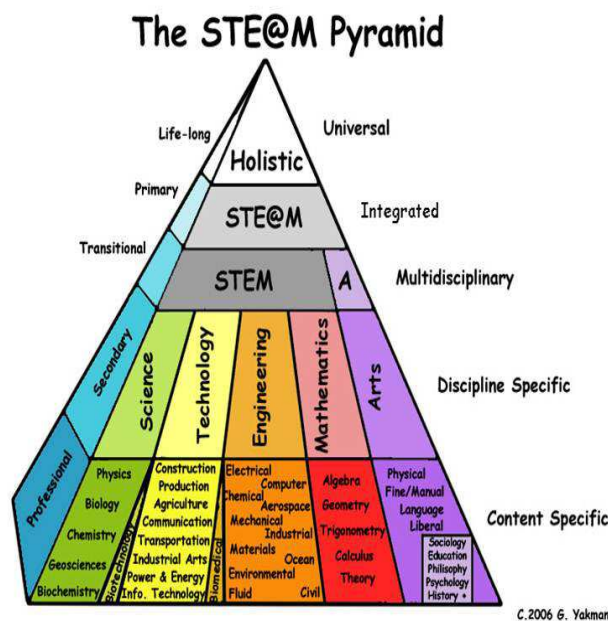 The STE@M Pyramid
Life-long
Universal
Holistic
Primary
STE@M
Integrated
Transitional
STEM
A
Multidisciplinary
Secondary
Science
Technology
Engineering
Mathematics
Arts
Discipline Specific
Professional
Physics
Biology
Chemistry
Geosciences
Biochemistry
Biotechnology
Construction
Production
Agriculture
Communication
Transportation
Industrial Arts
Power & Energy
Info. Technology
Biomedical
Electrical
Computer
Chemical
Aerospace
Mechanical
Industrial
Materials
Ocean
Environmental
Fluid
Civil
Algebra
Geometry
Trigonometry
Calculus
Theory
Physical
Fine/Manual
Language
Liberal
Sociology
Education
Philisophy
Psychology
History +
Content Specific
C.2006 G. Yakman